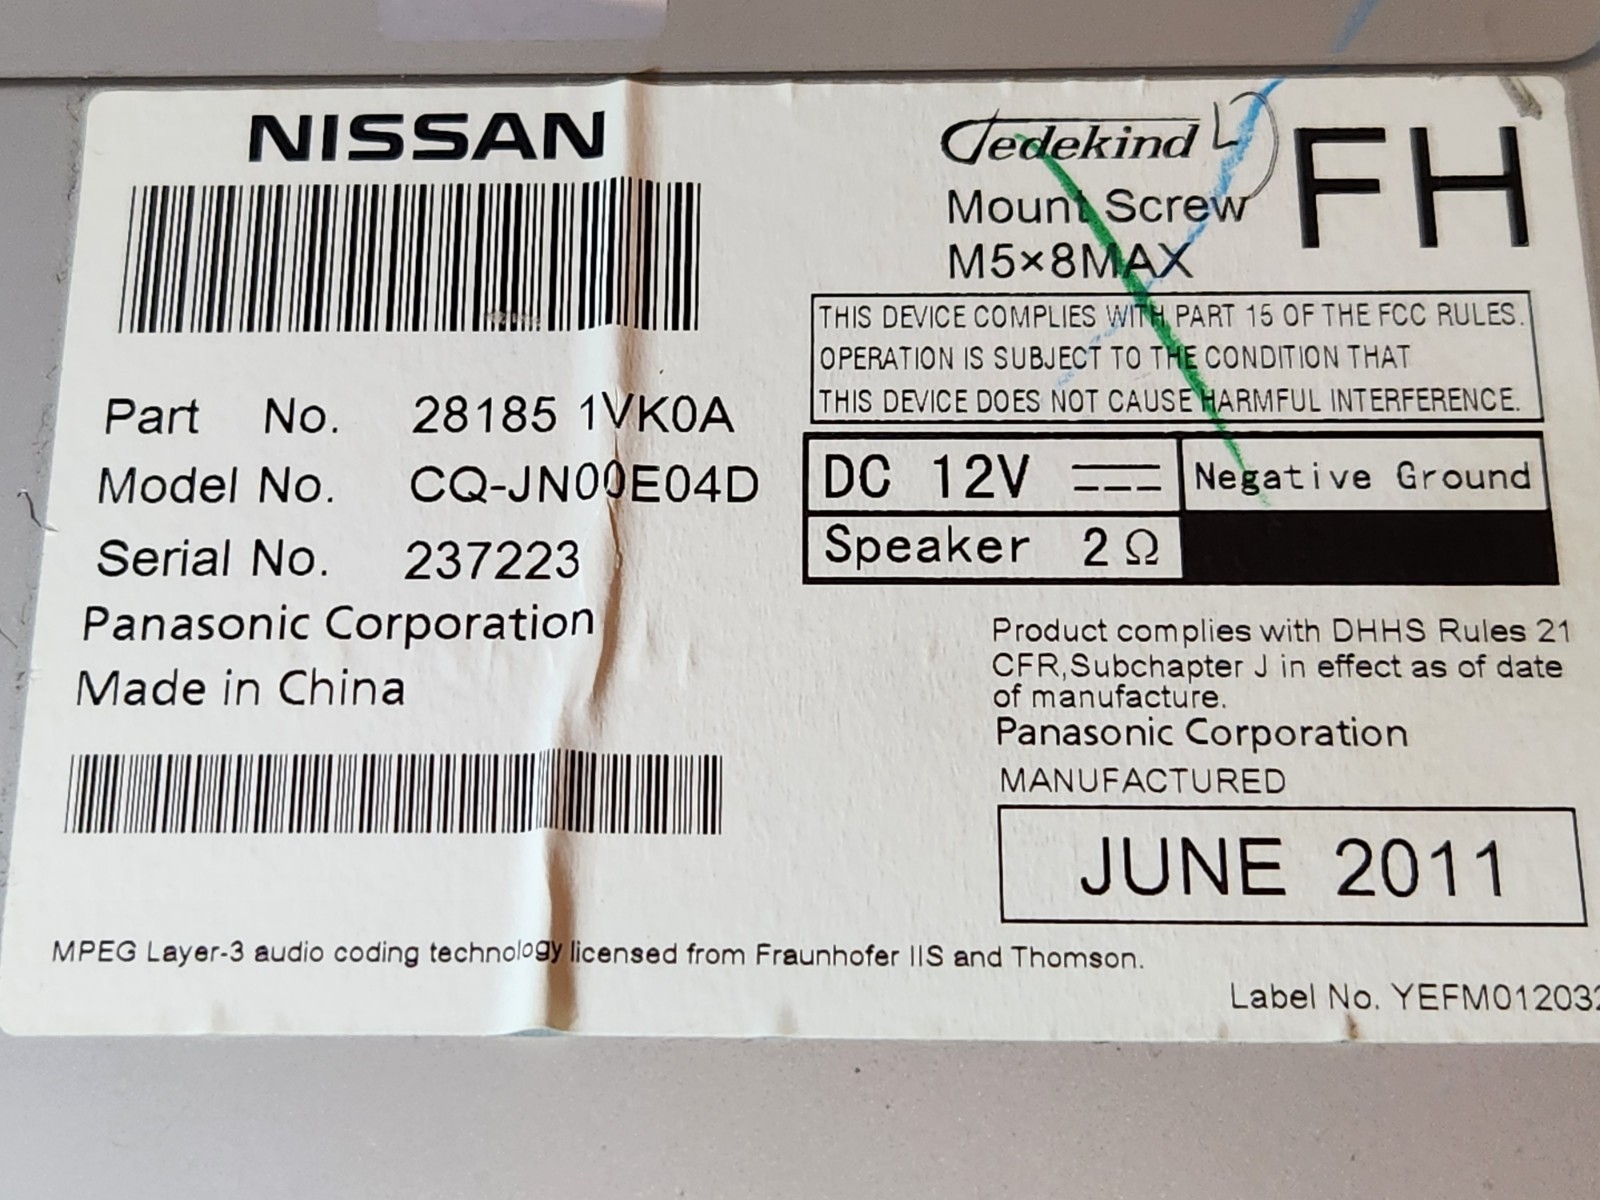 NISSAN
Part No. 28185 1VK0A
Model No. CQ-JN00E04D
Serial No. 237223
Panasonic Corporation
Made in China
Tedekind
FH
Mount Screw
M5×8MAX
THIS DEVICE COMPLIES WITH PART 15 OF THE FCC RULES.
OPERATION IS SUBJECT TO THE CONDITION THAT
THIS DEVICE DOES NOT CAUSE HARMFUL INTERFERENCE.
DC 12V ⎓ Negative Ground
Speaker 2Ω
Product complies with DHHS Rules 21
CFR,Subchapter J in effect as of date
of manufacture.
Panasonic Corporation
MANUFACTURED
JUNE 2011
MPEG Layer-3 audio coding technology licensed from Fraunhofer IIS and Thomson.
Label No.